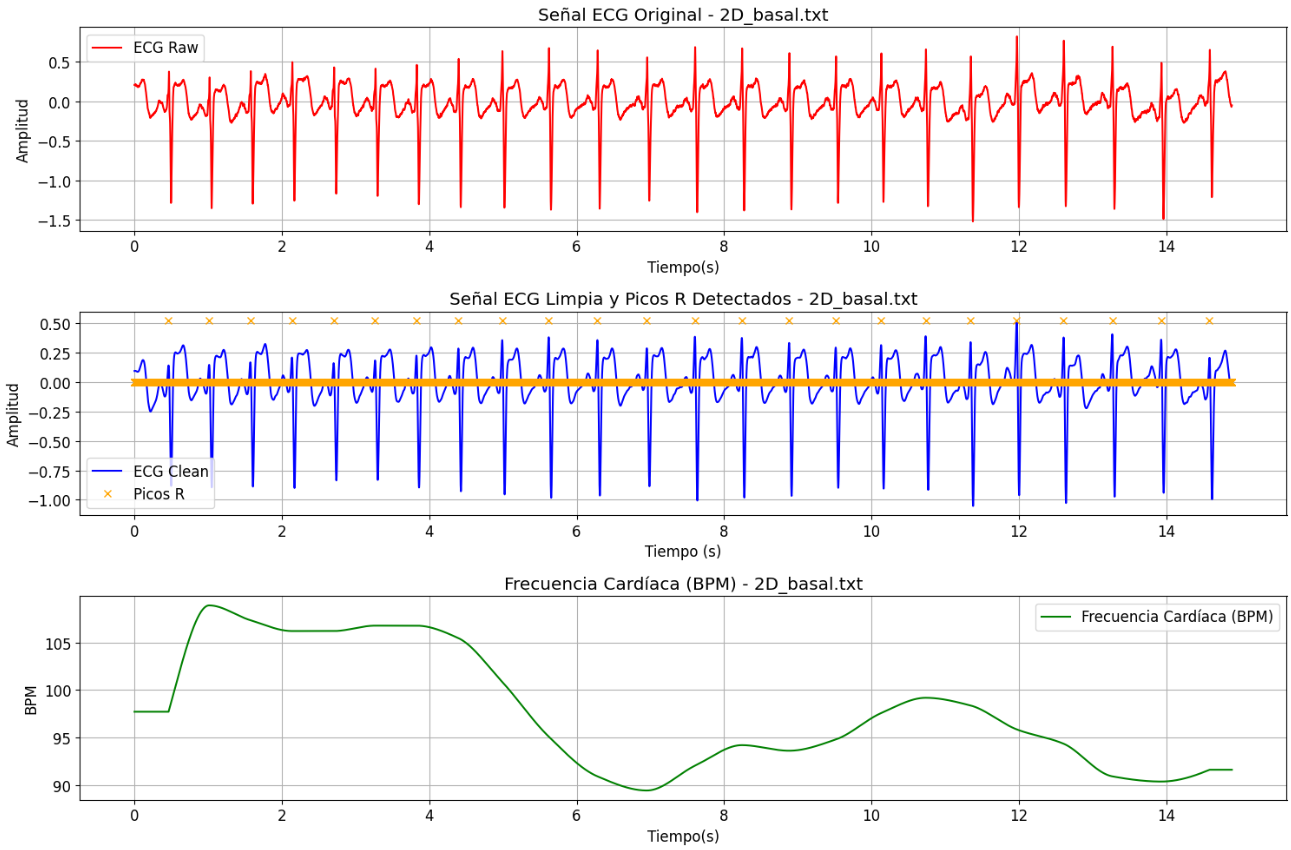 Señal ECG Original - 2D_basal.txt
ECG Raw
Amplitud
0.5
0.0
−0.5
−1.0
−1.5
0 2 4 6 8 10 12 14
Tiempo(s)
Señal ECG Limpia y Picos R Detectados - 2D_basal.txt
Amplitud
0.50
0.25
0.00
−0.25
−0.50
−0.75
−1.00
ECG Clean
Picos R
0 2 4 6 8 10 12 14
Tiempo (s)
Frecuencia Cardíaca (BPM) - 2D_basal.txt
Frecuencia Cardíaca (BPM)
BPM
105
100
95
90
0 2 4 6 8 10 12 14
Tiempo(s)